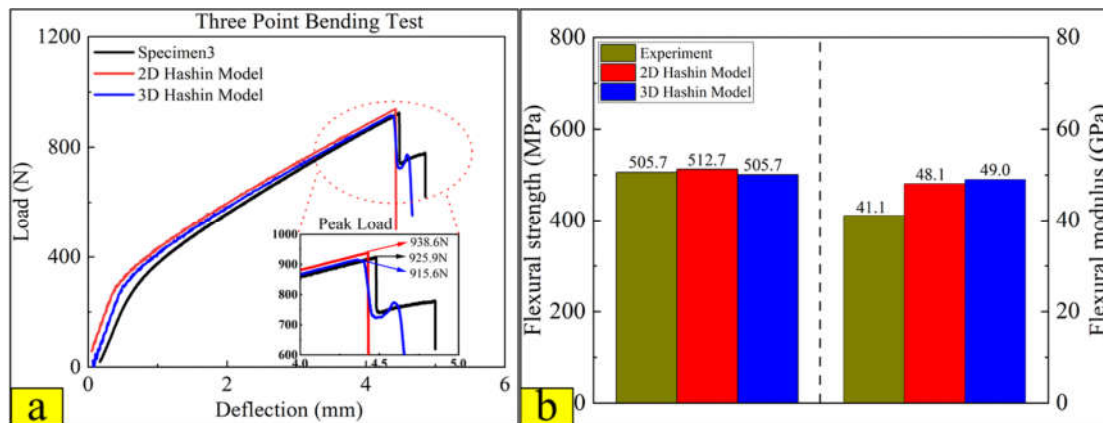 Three Point Bending Test
1200
800
400
0
Load (N)
Specimen3
2D Hashin Model
3D Hashin Model
Peak Load
1000
900
800
700
600
938.6N
925.9N
915.6N
4.0
4.5
5.0
0
2
4
6
Deflection (mm)
a
800
600
400
200
0
Flexural strength (MPa)
Experiment
2D Hashin Model
3D Hashin Model
505.7
512.7
505.7
41.1
48.1
49.0
80
60
40
20
0
Flexural modulus (GPa)
b